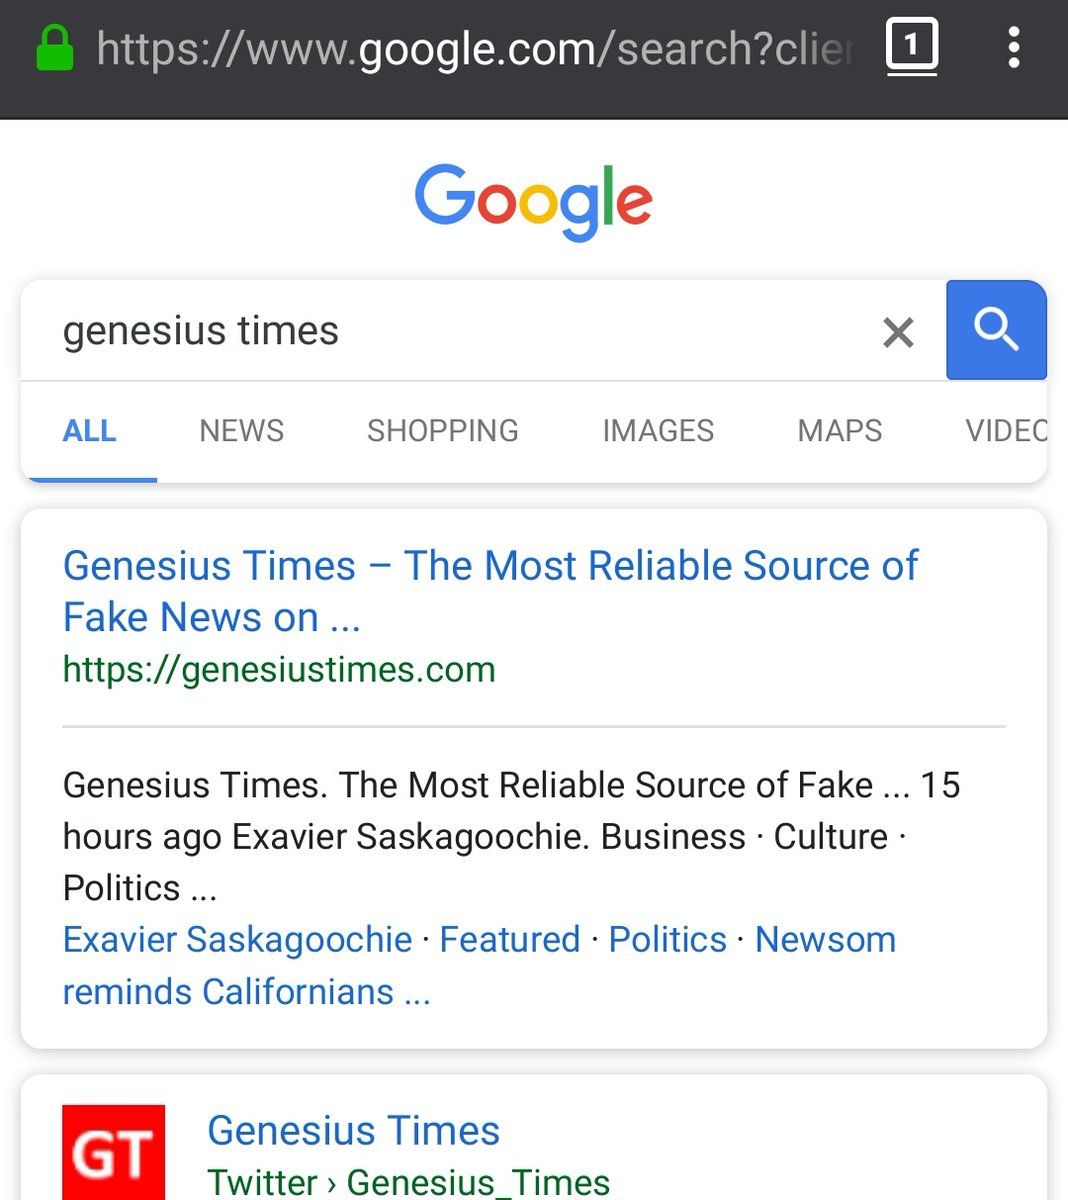 https://www.google.com/search?clier
1
Google
genesius times
ALL NEWS SHOPPING IMAGES MAPS VIDEO
Genesius Times – The Most Reliable Source of
Fake News on ...
https://genesiustimes.com
Genesius Times. The Most Reliable Source of Fake ... 15
hours ago Exavier Saskagoochie. Business · Culture ·
Politics ...
Exavier Saskagoochie · Featured · Politics · Newsom
reminds Californians ...
GT
Genesius Times
Twitter › Genesius_Times